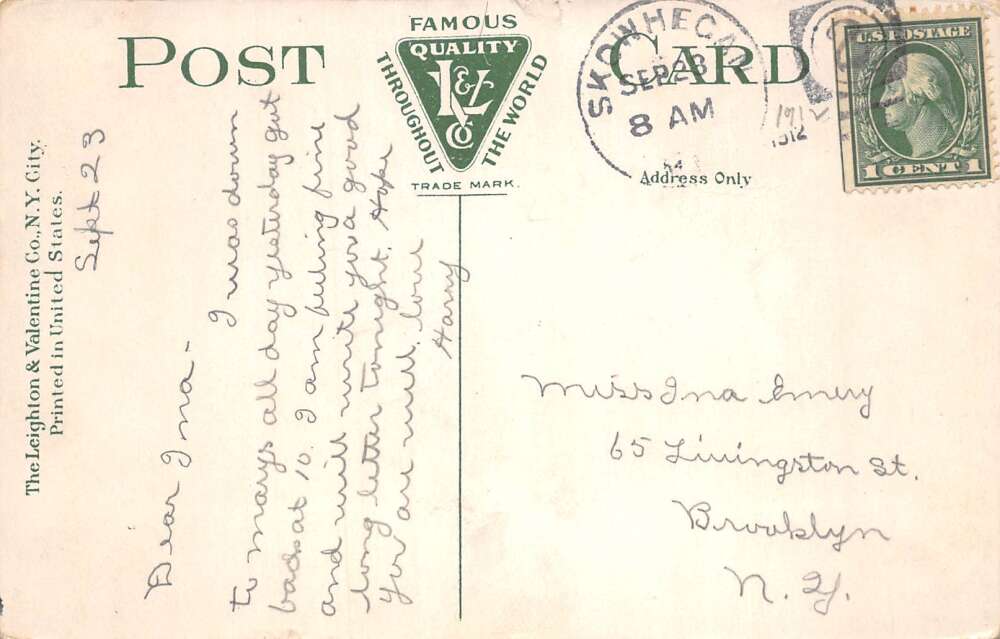 POST CARD
FAMOUS
QUALITY
THROUGHOUT THE WORLD
L&V Co
TRADE MARK.
SKOWHEGAN
SEP 23
8 AM
1912
191
Address Only
U.S. POSTAGE
1 CENT 1
The Leighton & Valentine Co., N.Y. City.
Printed in United States.
Sept 23
Dear Ina -
I was down
to marys all day yesterday got
back at 10. I am feeling fine
and will write you a good
long letter tonight. Hope
you are well, love
Harry
Miss Ina Emery
65 Livingston St.
Brooklyn
N.Y.